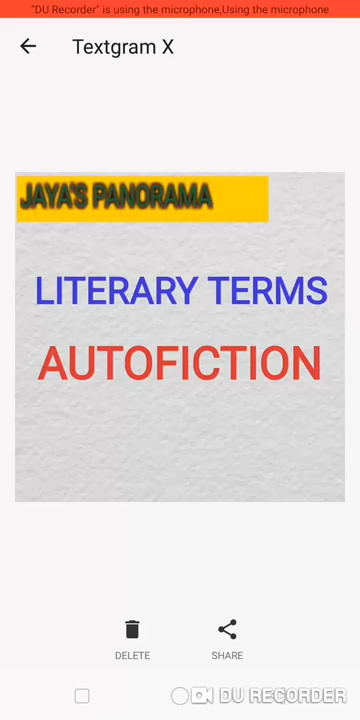 "DU Recorder" is using the microphone,Using the microphone
Textgram X
JAYA'S PANORAMA
LITERARY TERMS
AUTOFICTION
DELETE SHARE
DU RECORDER